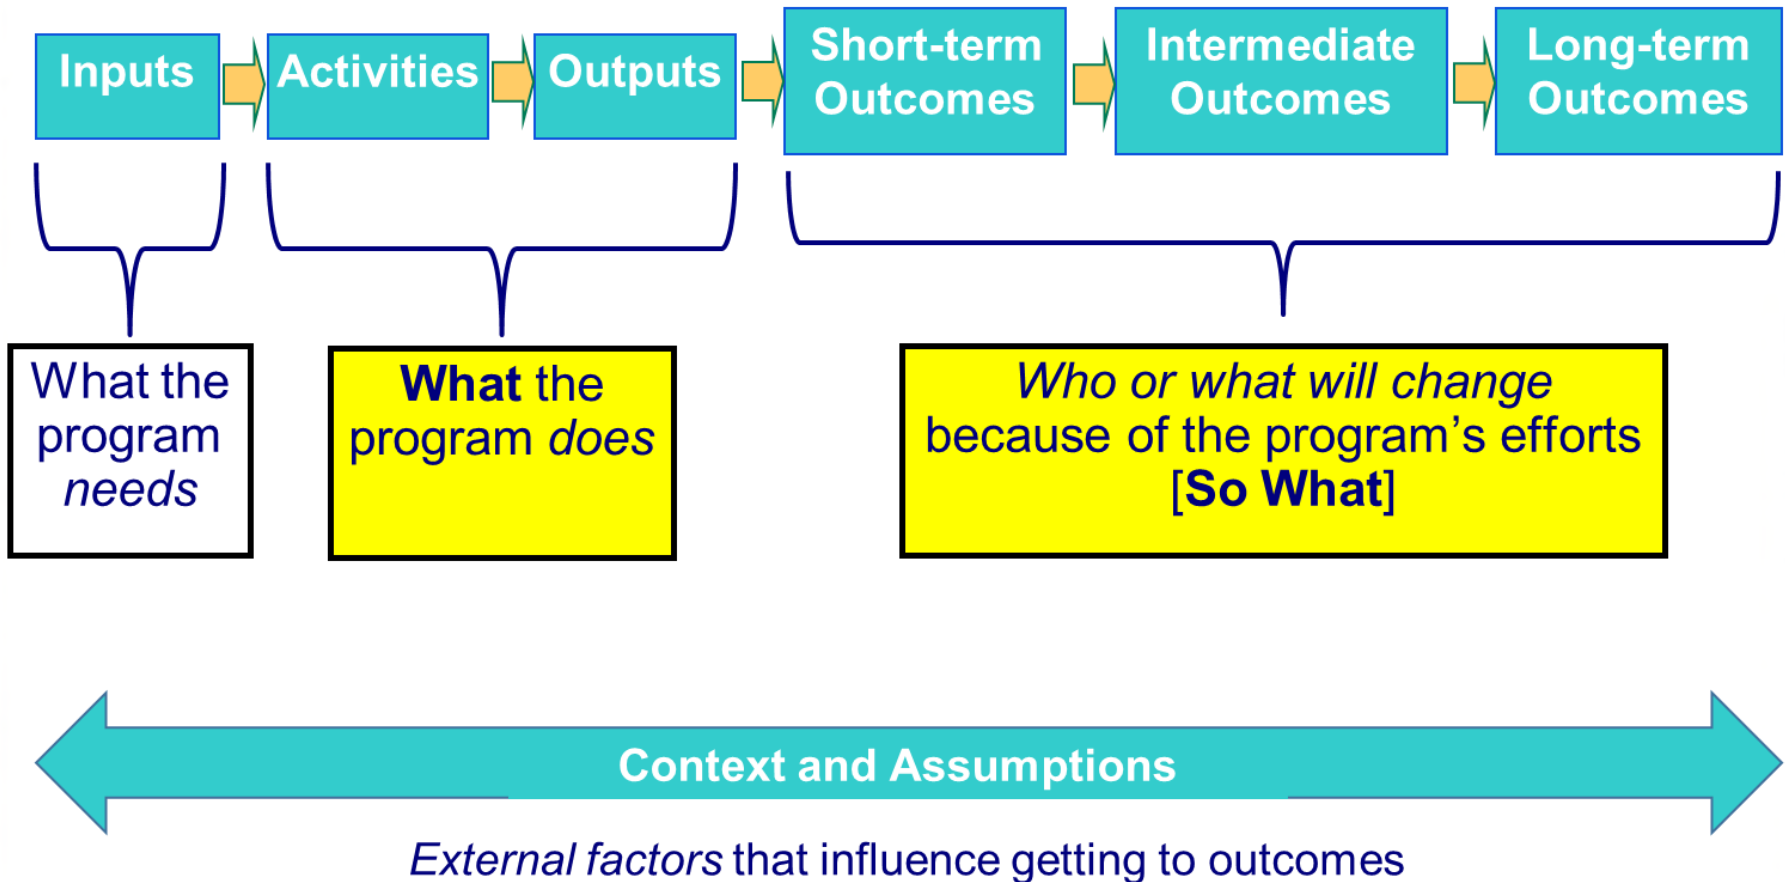 Inputs
Activities
Outputs
Short-term
Outcomes
Intermediate
Outcomes
Long-term
Outcomes
What the
program
needs
What the
program does
Who or what will change
because of the program’s efforts
[So What]
Context and Assumptions
External factors that influence getting to outcomes